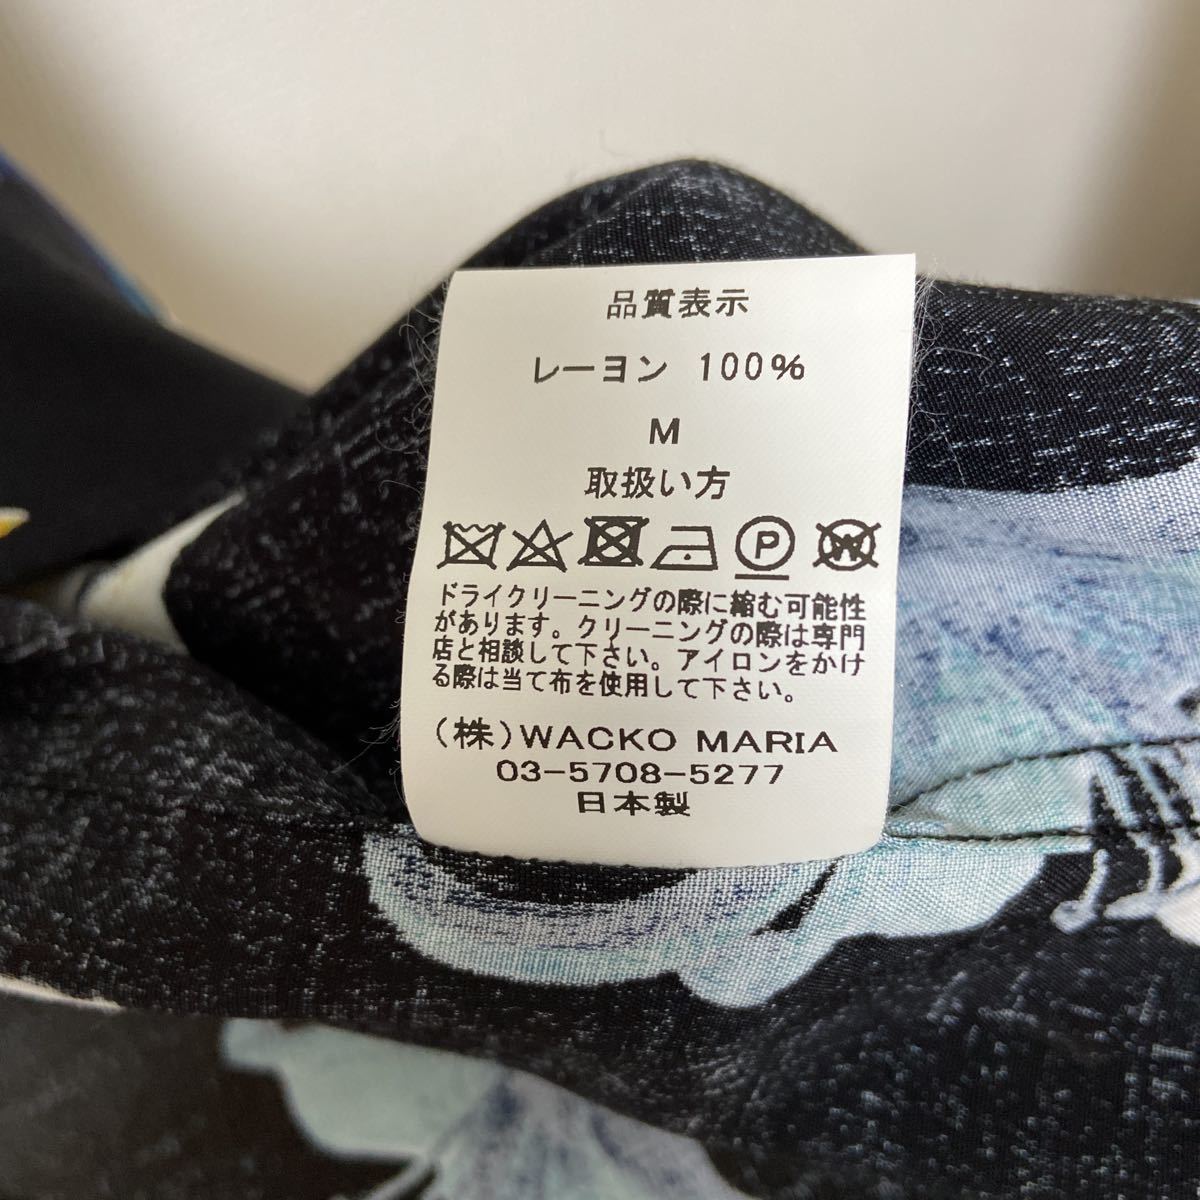 品質表示
レーヨン 100%
M
取扱い方
P W
ドライクリーニングの際に縮む可能性
があります。クリーニングの際は専門
店と相談して下さい。アイロンをかけ
る際は当て布を使用して下さい。
(株)WACKO MARIA
03-5708-5277
日本製